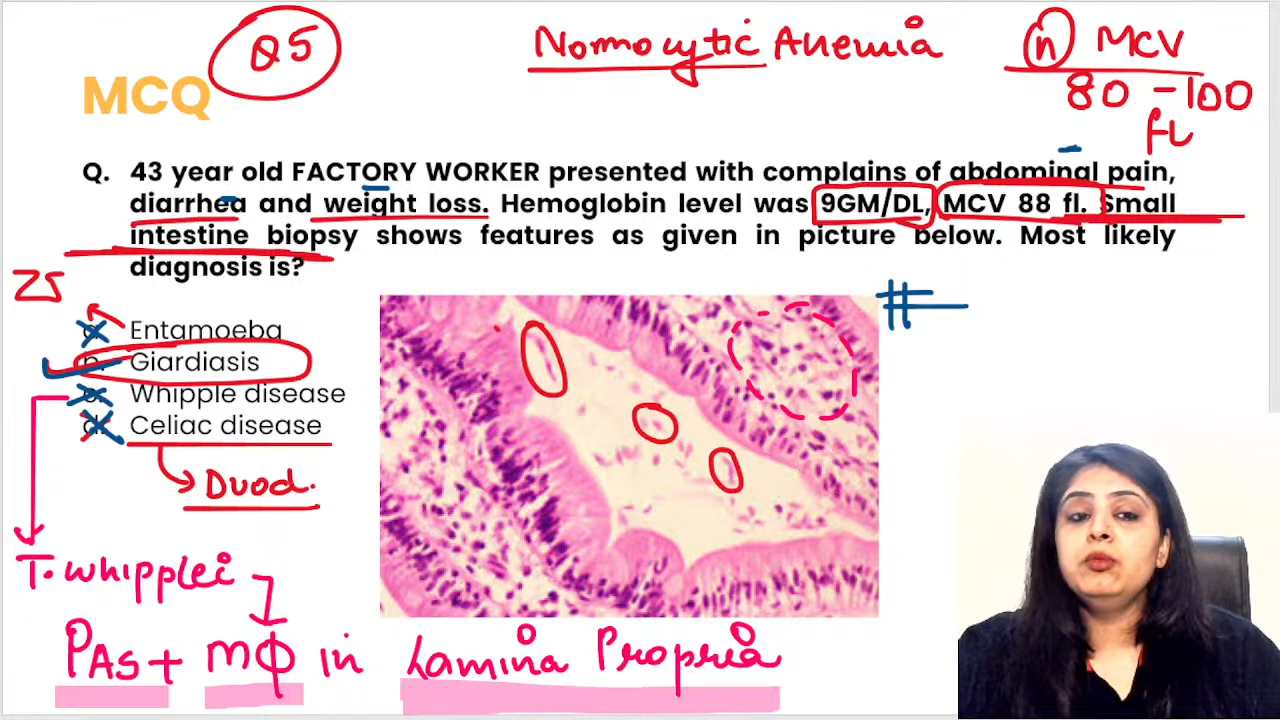 Q5
Normocytic Anemia
n MCV
80 - 100
fL
MCQ
Q. 43 year old FACTORY WORKER presented with complains of abdominal pain,
diarrhea and weight loss. Hemoglobin level was 9GM/DL, MCV 88 fl. Small
intestine biopsy shows features as given in picture below. Most likely
diagnosis is?
a. Entamoeba
b. Giardiasis
c. Whipple disease
d. Celiac disease
Duod.
T. whipplei
PAS + MΦ in Lamina Propria